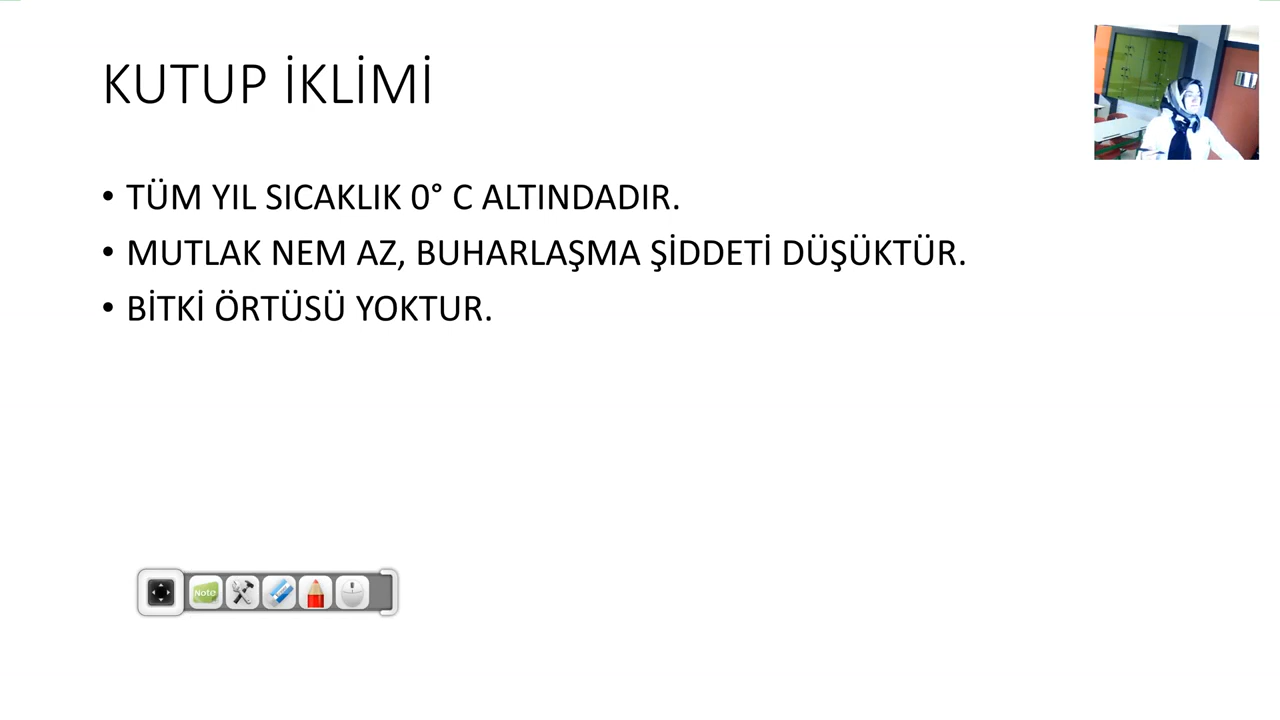 KUTUP İKLİMİ
• TÜM YIL SICAKLIK 0° C ALTINDADIR.
• MUTLAK NEM AZ, BUHARLAŞMA ŞİDDETİ DÜŞÜKTÜR.
• BİTKİ ÖRTÜSÜ YOKTUR.
Note